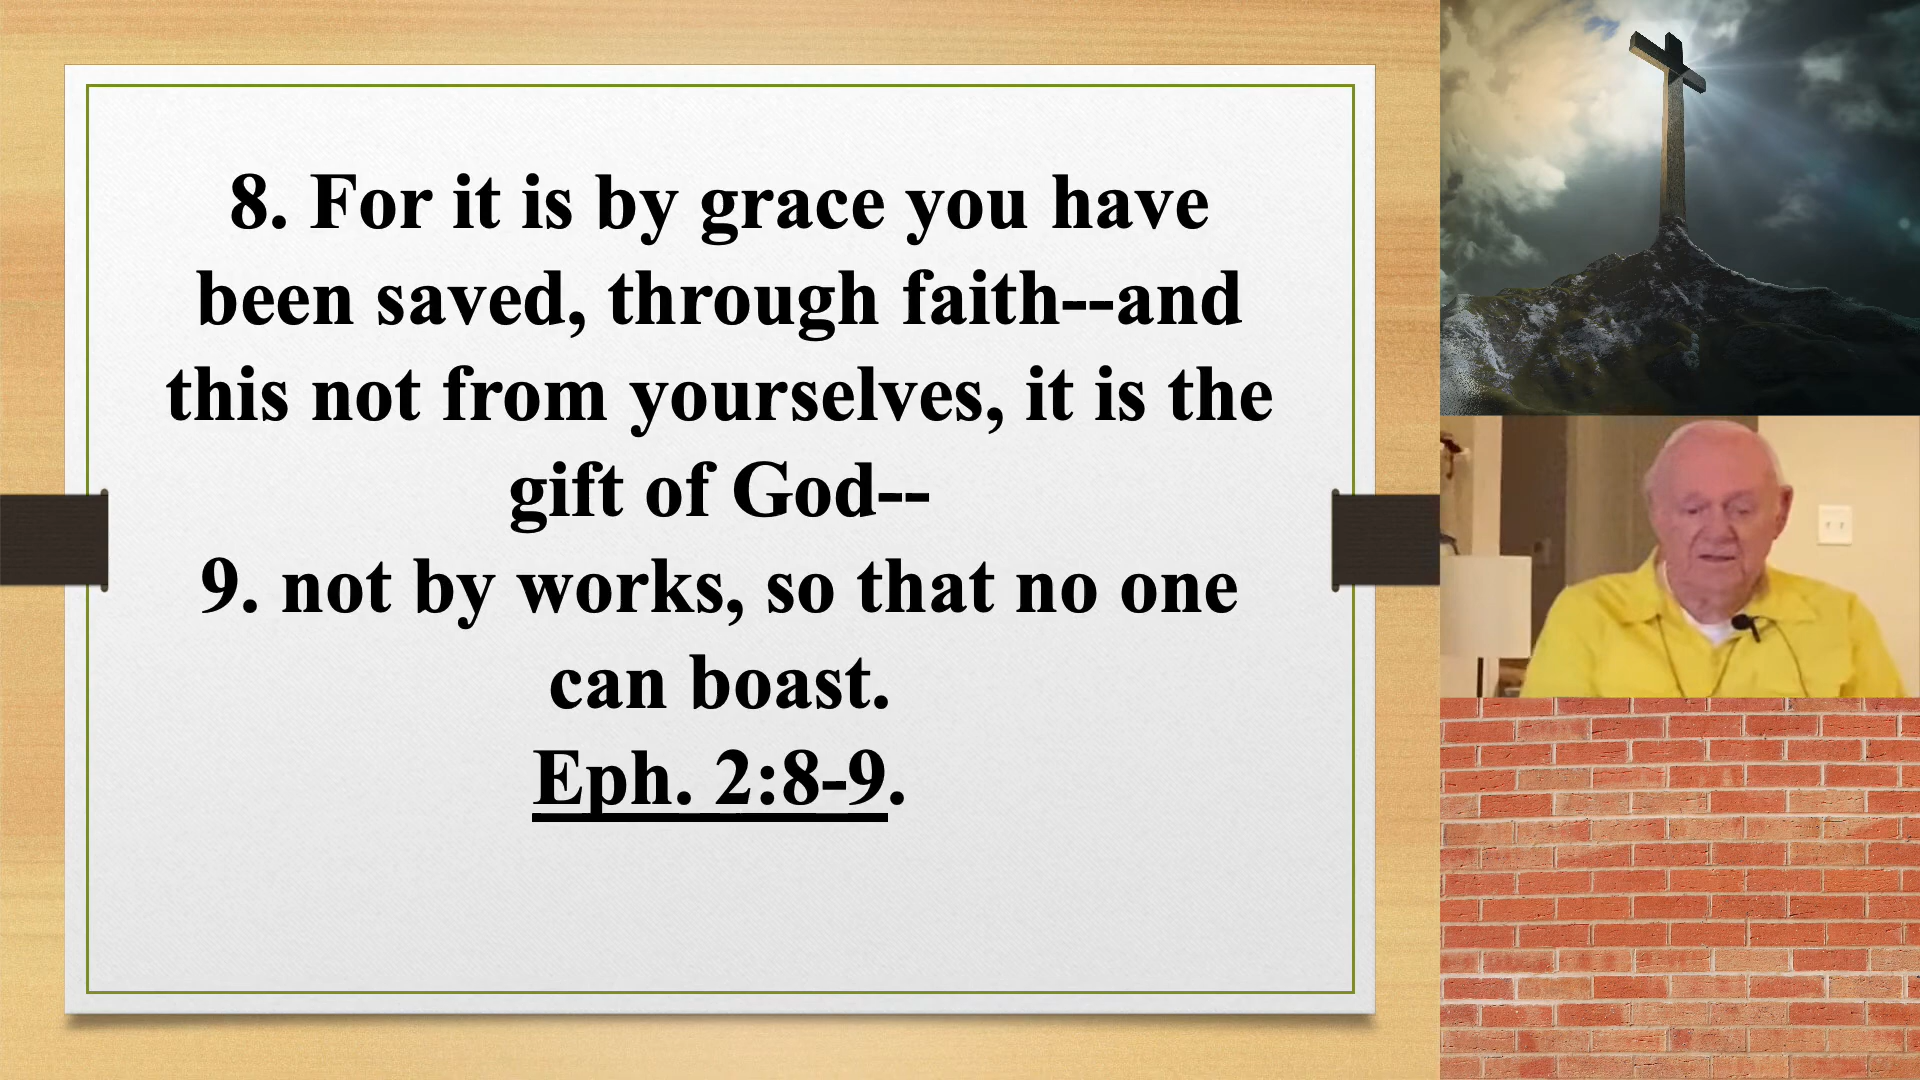 8. For it is by grace you have
been saved, through faith--and
this not from yourselves, it is the
gift of God--
9. not by works, so that no one
can boast.
Eph. 2:8-9.